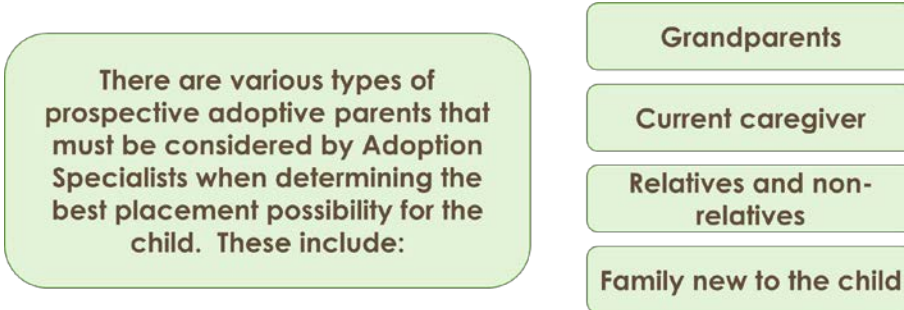 There are various types of
prospective adoptive parents that
must be considered by Adoption
Specialists when determining the
best placement possibility for the
child.  These include:
Grandparents
Current caregiver
Relatives and non-
relatives
Family new to the child